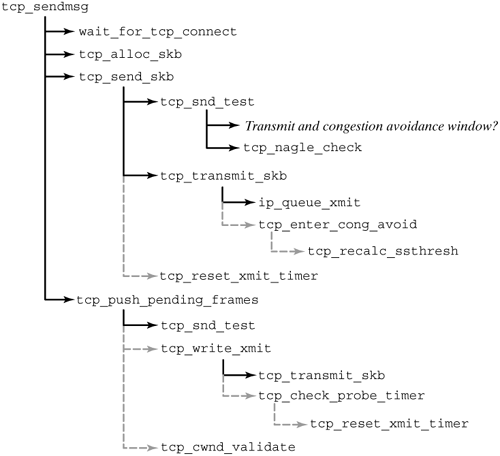 tcp_sendmsg
wait_for_tcp_connect
tcp_alloc_skb
tcp_send_skb
tcp_snd_test
Transmit and congestion avoidance window?
tcp_nagle_check
tcp_transmit_skb
ip_queue_xmit
tcp_enter_cong_avoid
tcp_recalc_ssthresh
tcp_reset_xmit_timer
tcp_push_pending_frames
tcp_snd_test
tcp_write_xmit
tcp_transmit_skb
tcp_check_probe_timer
tcp_reset_xmit_timer
tcp_cwnd_validate